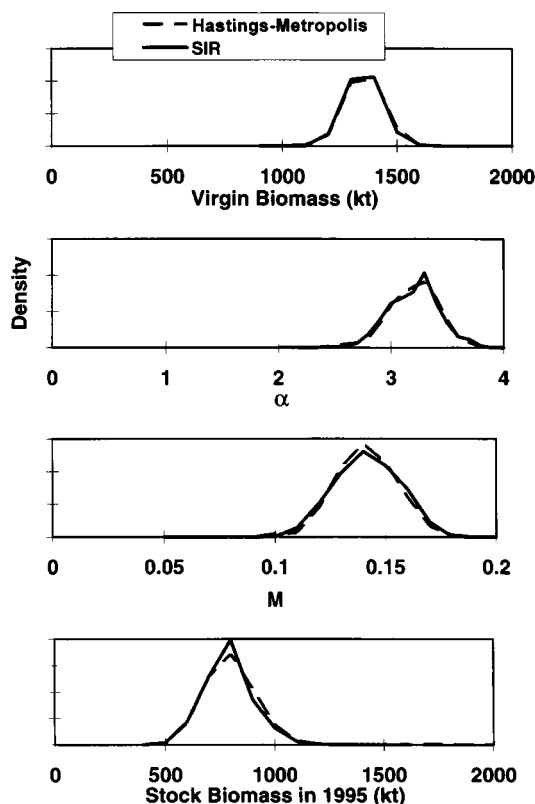 Hastings-Metropolis
SIR
0 500 1000 1500 2000
Virgin Biomass (kt)
Density
0 1 2 3 4
α
0 0.05 0.1 0.15 0.2
M
0 500 1000 1500 2000
Stock Biomass in 1995 (kt)